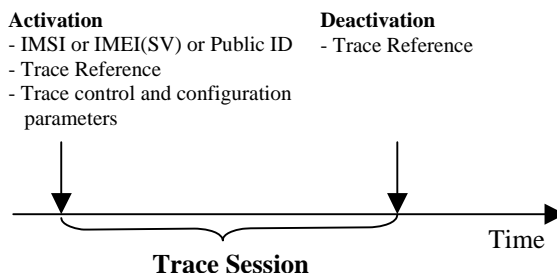 Activation
- IMSI or IMEI(SV) or Public ID
- Trace Reference
- Trace control and configuration
parameters
Deactivation
- Trace Reference
Time
Trace Session